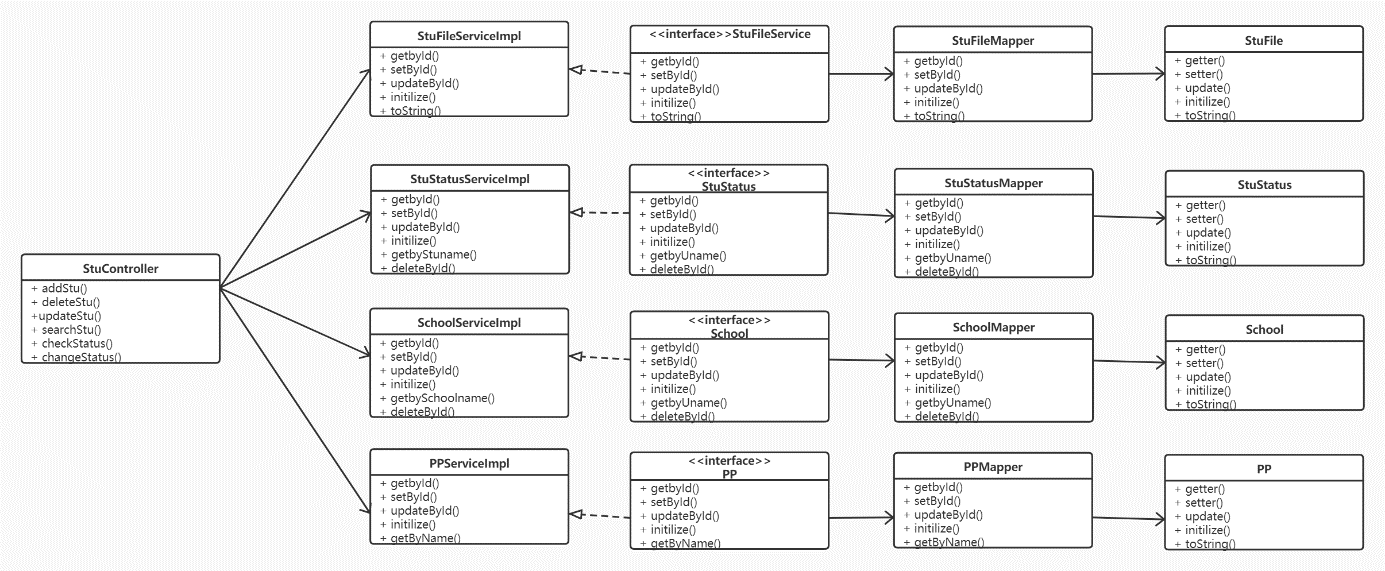 StuFileServiceImpl
+ getbyId()
+ setById()
+ updateById()
+ initilize()
+ toString()
<<interface>>StuFileService
+ getbyId()
+ setById()
+ updateById()
+ initilize()
+ toString()
StuFileMapper
+ getbyId()
+ setById()
+ updateById()
+ initilize()
+ toString()
StuFile
+ getter()
+ setter()
+ update()
+ initilize()
+ toString()
StuStatusServiceImpl
+ getbyId()
+ setById()
+ updateById()
+ initilize()
+ getbyStuname()
+ deleteById()
<<interface>>
StuStatus
+ getbyId()
+ setById()
+ updateById()
+ initilize()
+ getbyUname()
+ deleteById()
StuStatusMapper
+ getbyId()
+ setById()
+ updateById()
+ initilize()
+ getbyUname()
+ deleteById()
StuStatus
+ getter()
+ setter()
+ update()
+ initilize()
+ toString()
StuController
+ addStu()
+ deleteStu()
+updateStu()
+ searchStu()
+ checkStatus()
+ changeStatus()
SchoolServiceImpl
+ getbyId()
+ setById()
+ updateById()
+ initilize()
+ getbySchoolname()
+ deleteById()
<<interface>>
School
+ getbyId()
+ setById()
+ updateById()
+ initilize()
+ getbyUname()
+ deleteById()
SchoolMapper
+ getbyId()
+ setById()
+ updateById()
+ initilize()
+ getbyUname()
+ deleteById()
School
+ getter()
+ setter()
+ update()
+ initilize()
+ toString()
PPServiceImpl
+ getbyId()
+ setById()
+ updateById()
+ initilize()
+ getByName()
<<interface>>
PP
+ getbyId()
+ setById()
+ updateById()
+ initilize()
+ getByName()
PPMapper
+ getbyId()
+ setById()
+ updateById()
+ initilize()
+ getByName()
PP
+ getter()
+ setter()
+ update()
+ initilize()
+ toString()